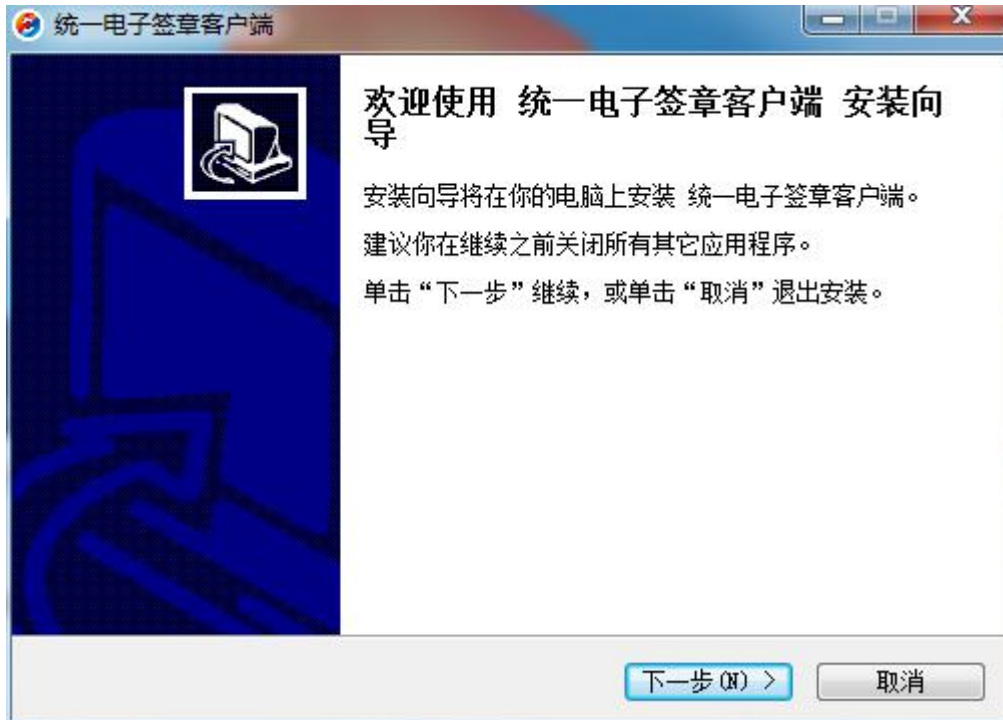 统一电子签章客户端
欢迎使用 统一电子签章客户端 安装向
导
安装向导将在你的电脑上安装 统一电子签章客户端。
建议你在继续之前关闭所有其它应用程序。
单击“下一步”继续，或单击“取消”退出安装。
下一步(N) >
取消